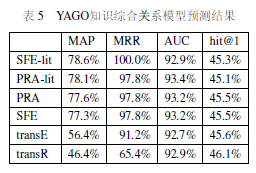 表 5 YAGO知识综合关系模型预测结果
MAP MRR AUC hit@1
SFE-lit 78.6% 100.0% 92.9% 45.3%
PRA-lit 78.1% 97.8% 93.4% 45.1%
PRA 77.6% 97.8% 93.2% 45.5%
SFE 77.3% 97.8% 93.2% 45.5%
transE 56.4% 91.2% 92.7% 45.6%
transR 46.4% 65.4% 92.9% 46.1%